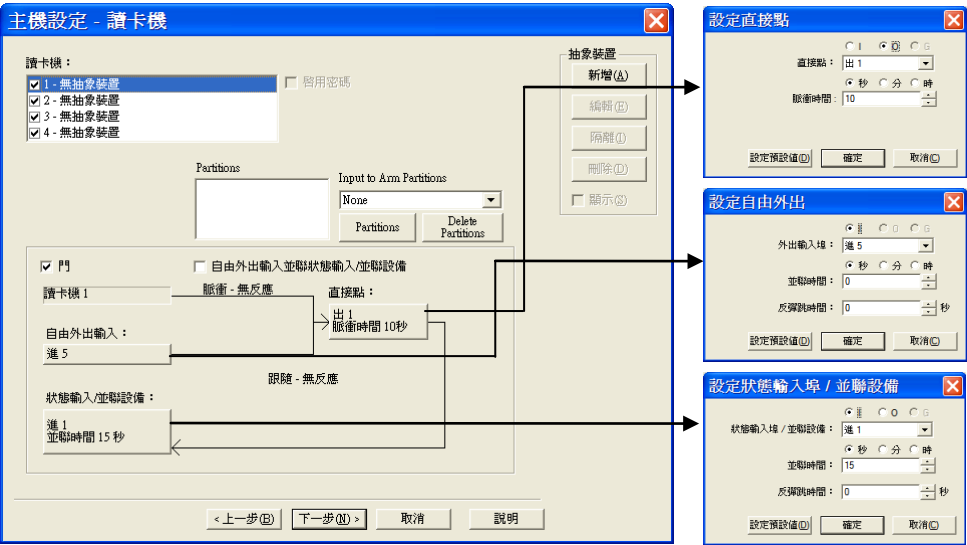 主機設定 - 讀卡機
讀卡機：
1 - 無抽象裝置
2 - 無抽象裝置
3 - 無抽象裝置
4 - 無抽象裝置
啓用密碼
抽象裝置
新增(A)
編輯(E)
隔離(I)
刪除(D)
顯示(S)
Partitions
Input to Arm Partitions
None
Partitions
Delete
Partitions
門
自由外出輸入並聯狀態輸入/並聯設備
讀卡機 1
脈衝 - 無反應
直接點：
出 1
脈衝時間 10秒
自由外出輸入：
進 5
跟隨 - 無反應
狀態輸入/並聯設備：
進 1
並聯時間 15 秒
<上一步(B)
下一步(N) >
取消
說明
設定直接點
I O G
直接點： 出 1
秒 分 時
脈衝時間： 10
設定預設值(D) 確定 取消(C)
設定自由外出
I O G
外出輸入埠： 進 5
秒 分 時
並聯時間： 0
反彈跳時間： 0 秒
設定預設值(D) 確定 取消(C)
設定狀態輸入埠 / 並聯設備
I O G
狀態輸入埠 / 並聯設備： 進 1
秒 分 時
並聯時間： 15
反彈跳時間： 0 秒
設定預設值(D) 確定 取消(C)